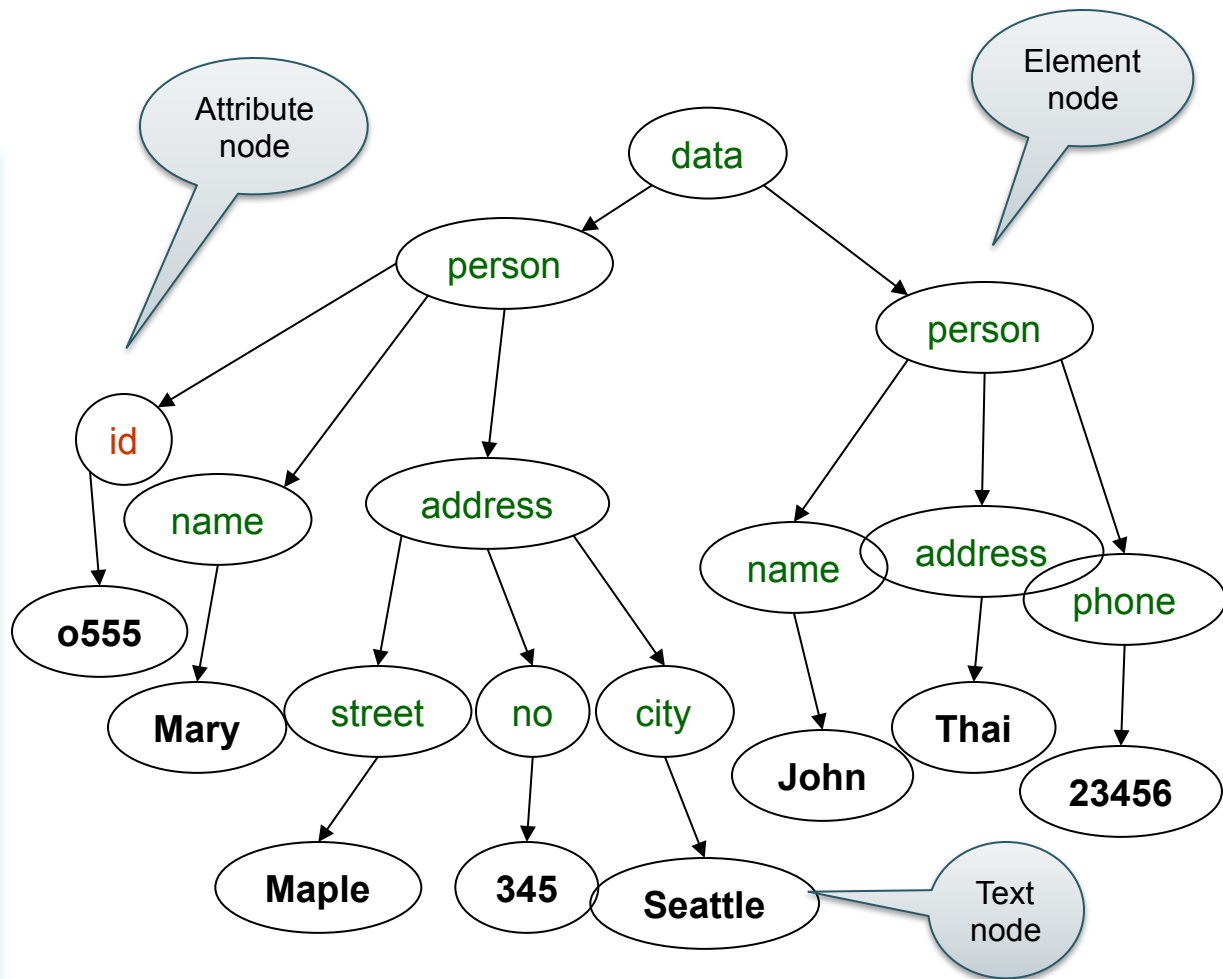 Element
node
Attribute
node
data
person
person
id
name
address
name
address
phone
o555
Mary
street
no
city
John
Thai
23456
Maple
345
Seattle
Text
node